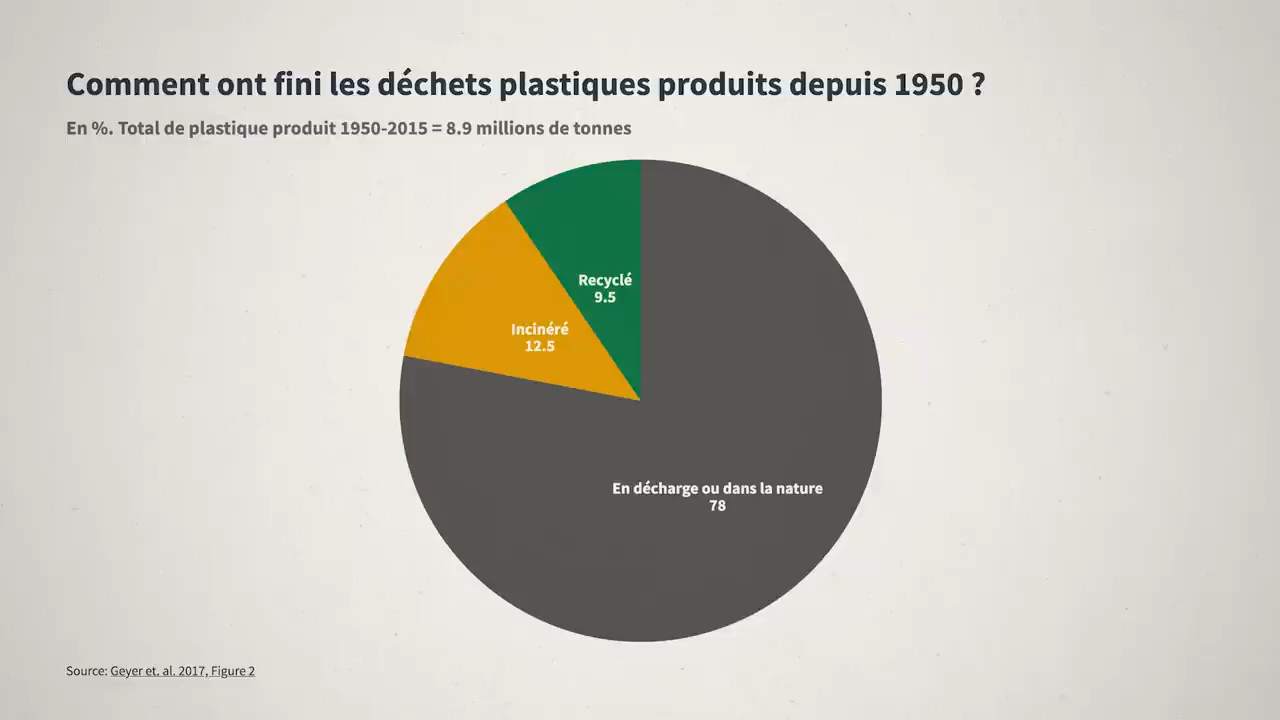 Comment ont fini les déchets plastiques produits depuis 1950 ?
En %. Total de plastique produit 1950-2015 = 8.9 millions de tonnes
Recyclé
9.5
Incinéré
12.5
En décharge ou dans la nature
78
Source: Geyer et. al. 2017, Figure 2